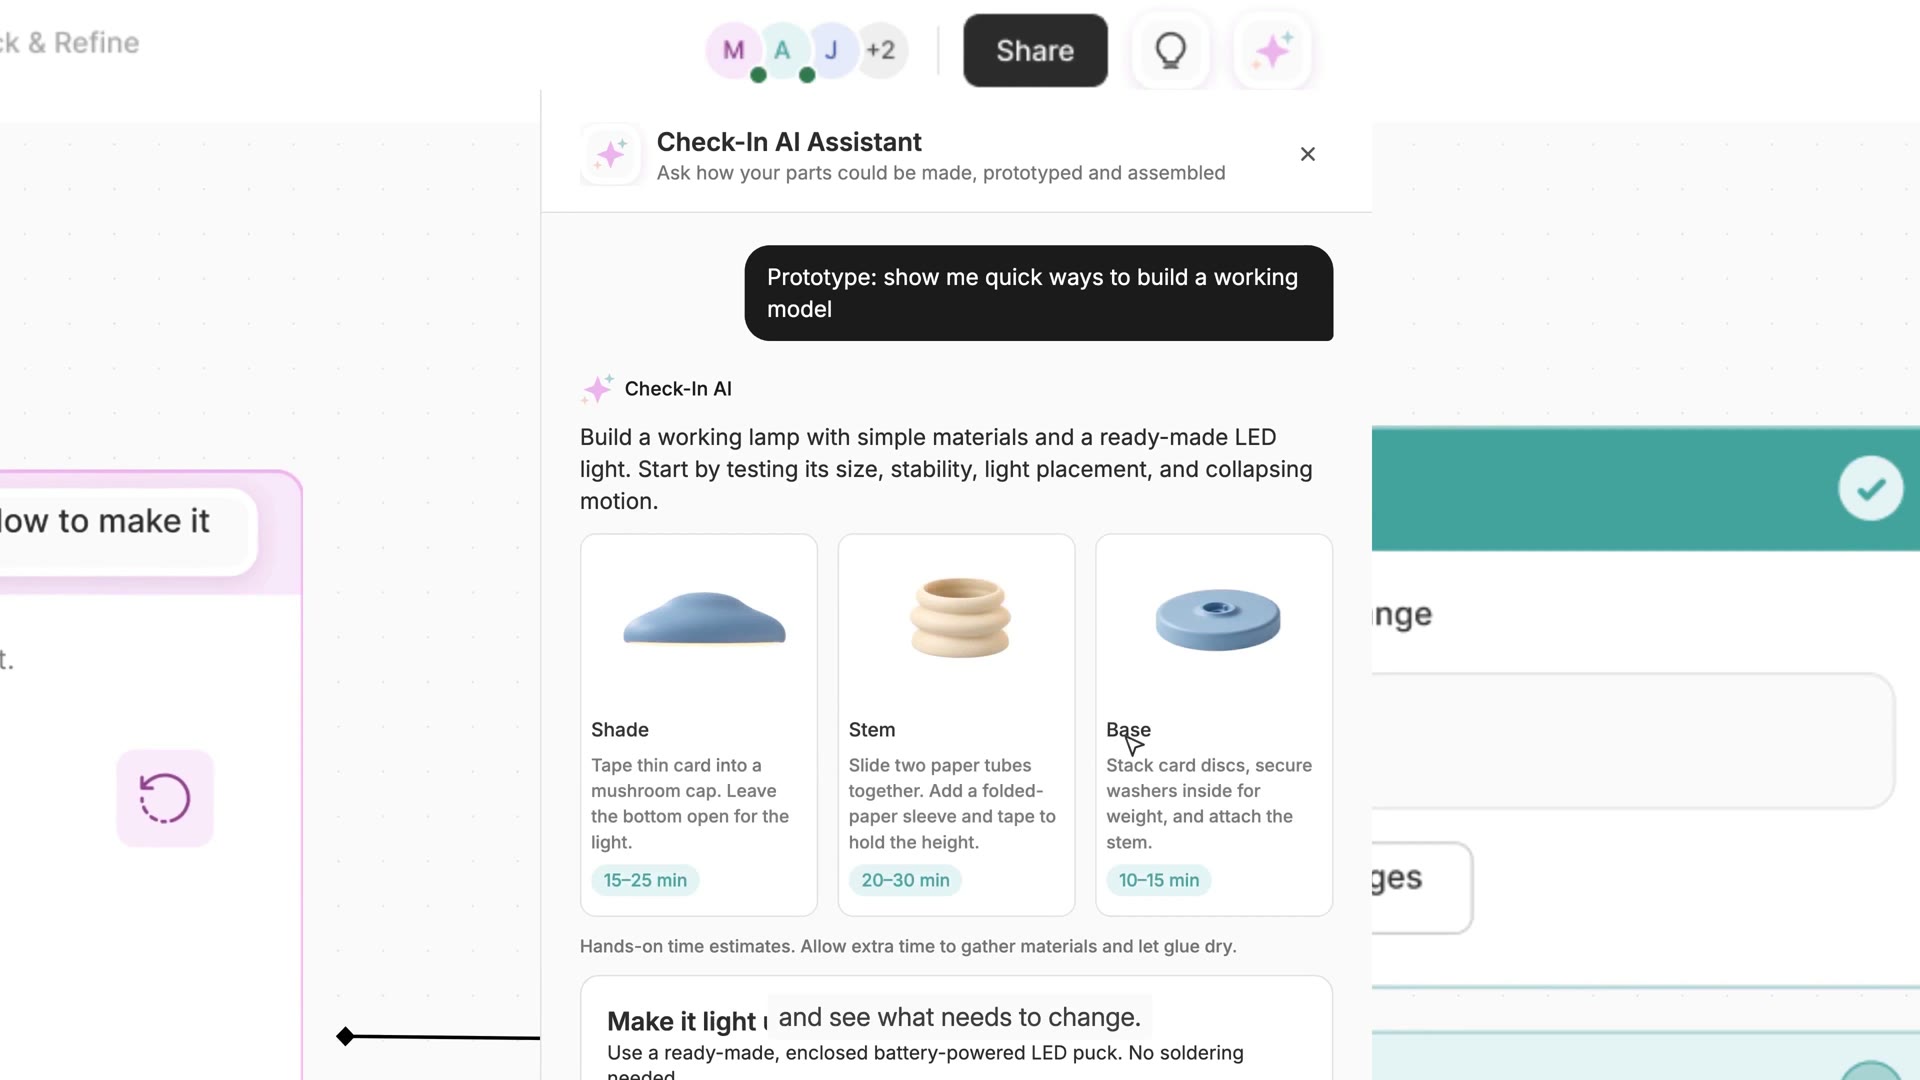 ck & Refine
M A J +2
Share
Check-In AI Assistant
Ask how your parts could be made, prototyped and assembled
Prototype: show me quick ways to build a working
model
Check-In AI
Build a working lamp with simple materials and a ready-made LED
light. Start by testing its size, stability, light placement, and collapsing
motion.
How to make it
t.
Shade
Tape thin card into a
mushroom cap. Leave
the bottom open for the
light.
15–25 min
Stem
Slide two paper tubes
together. Add a folded-
paper sleeve and tape to
hold the height.
20–30 min
Base
Stack card discs, secure
washers inside for
weight, and attach the
stem.
10–15 min
nge
ges
Hands-on time estimates. Allow extra time to gather materials and let glue dry.
Make it light
and see what needs to change.
Use a ready-made, enclosed battery-powered LED puck. No soldering
needed